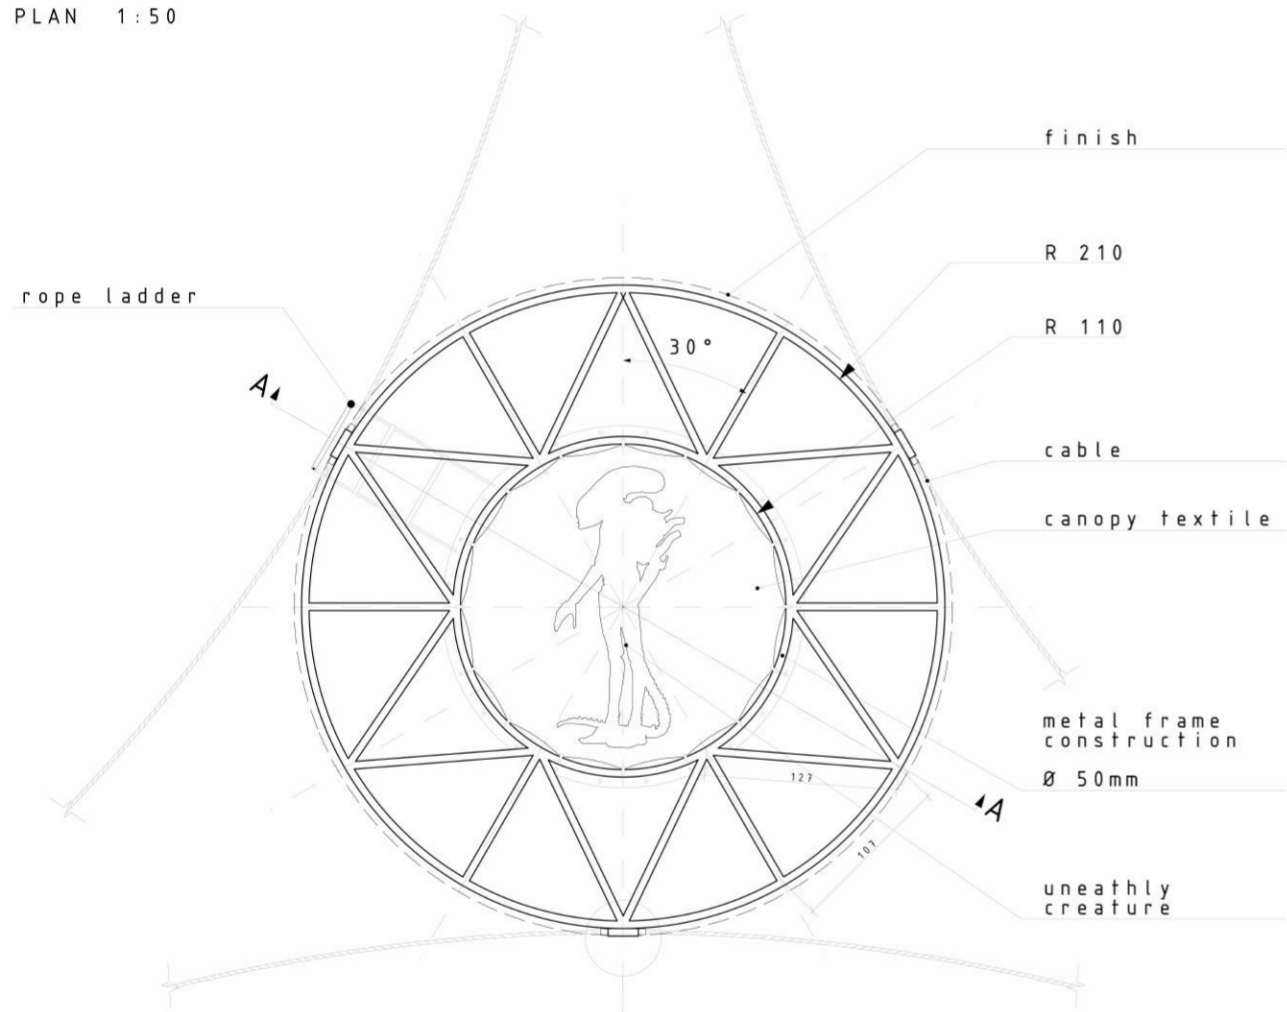 PLAN 1:50
finish
R 210
rope ladder
R 110
30°
A
cable
canopy textile
metal frame
construction
127
Ø 50mm
A
107
uneathly
creature